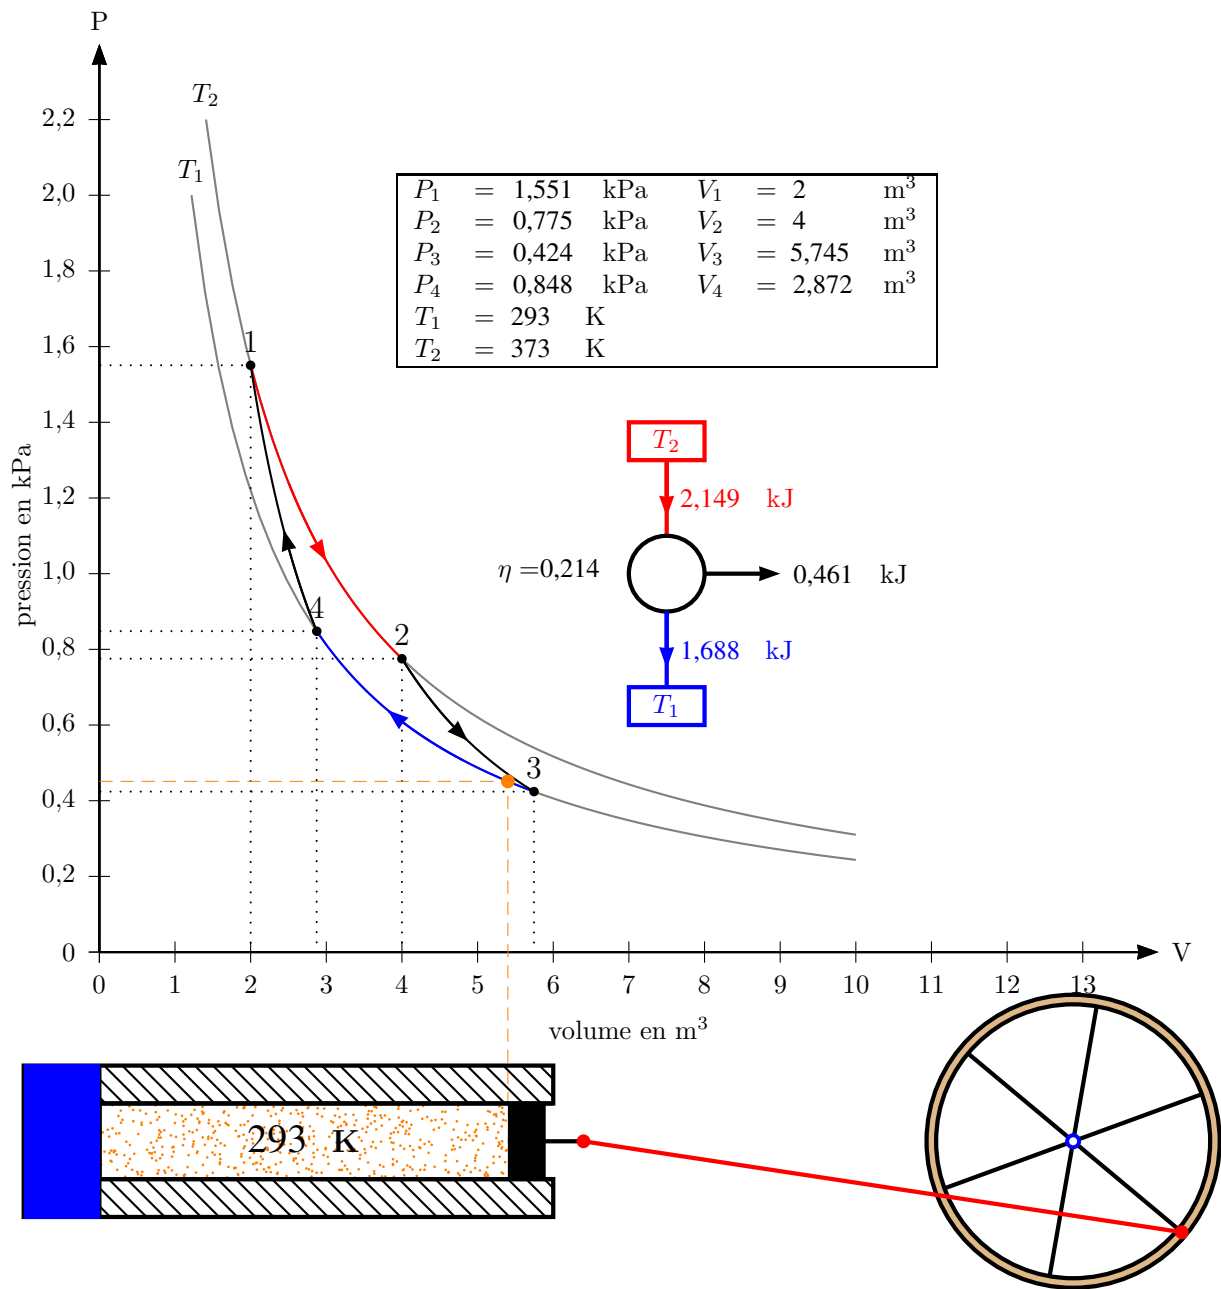 P
T₂
2,2
T₁
2,0
P₁ = 1,551 kPa V₁ = 2 m³
P₂ = 0,775 kPa V₂ = 4 m³
P₃ = 0,424 kPa V₃ = 5,745 m³
P₄ = 0,848 kPa V₄ = 2,872 m³
T₁ = 293 K
T₂ = 373 K
1,8
1,6
1
1,4
T₂
pression en kPa
1,2
2,149 kJ
1,0
η =0,214
0,461 kJ
4
0,8
2
1,688 kJ
0,6
T₁
3
0,4
0,2
0
V
0 1 2 3 4 5 6 7 8 9 10 11 12 13
volume en m³
293 K